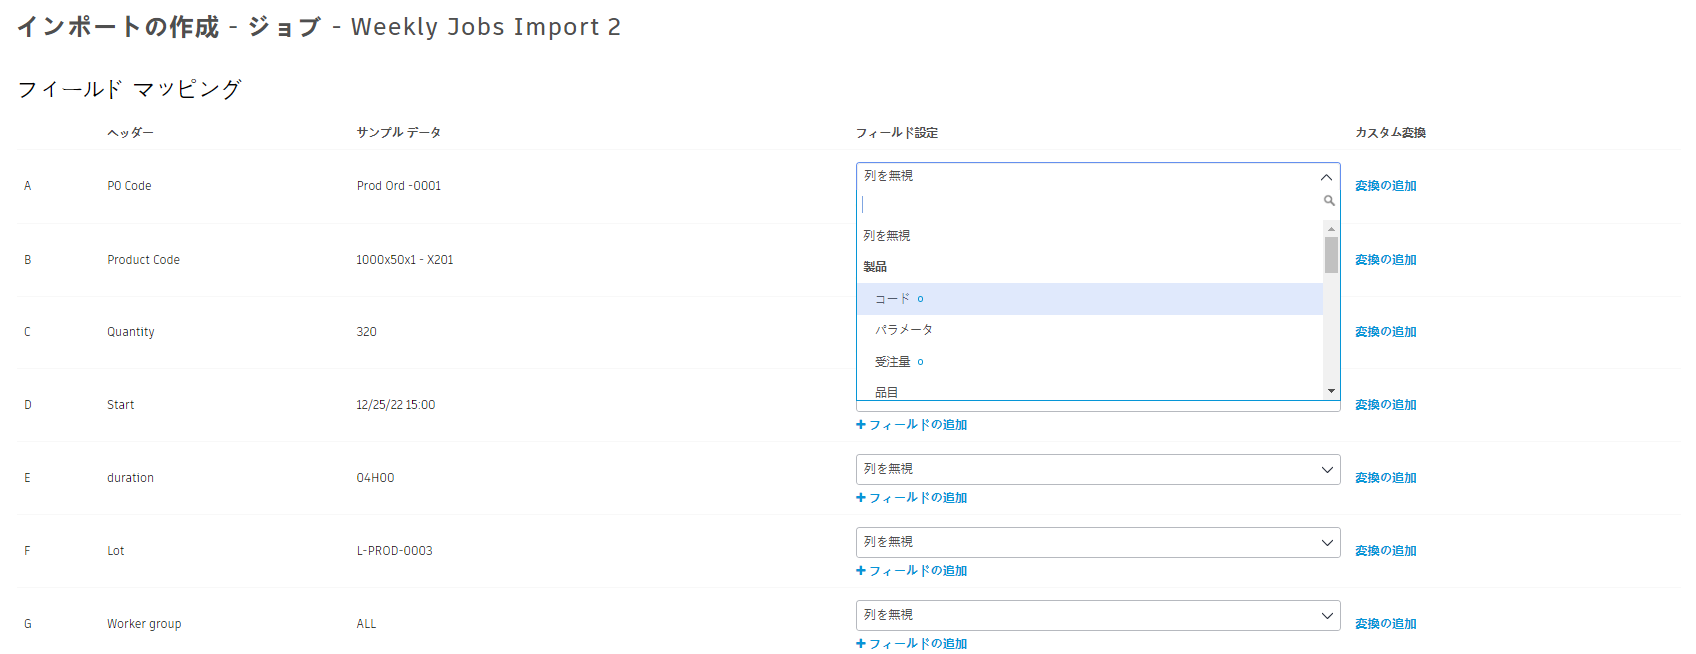 インポートの作成 - ジョブ - Weekly Jobs Import 2
フィールド マッピング
ヘッダー サンプル データ フィールド設定 カスタム変換
A PO Code Prod Ord -0001 列を無視 変換の追加
列を無視
製品
B Product Code 1000x50x1 - X201 変換の追加
コード o
パラメータ
C Quantity 320 変換の追加
受注量 o
品目
D Start 12/25/22 15:00 変換の追加
+ フィールドの追加
E duration 04H00 列を無視 変換の追加
+ フィールドの追加
F Lot L-PROD-0003 列を無視 変換の追加
+ フィールドの追加
G Worker group ALL 列を無視 変換の追加
+ フィールドの追加